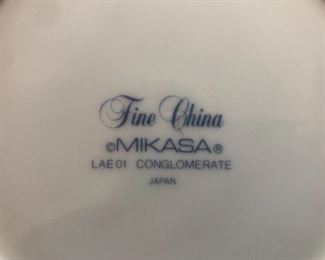 Fine China
©MIKASA®
LAE01 CONGLOMERATE
JAPAN